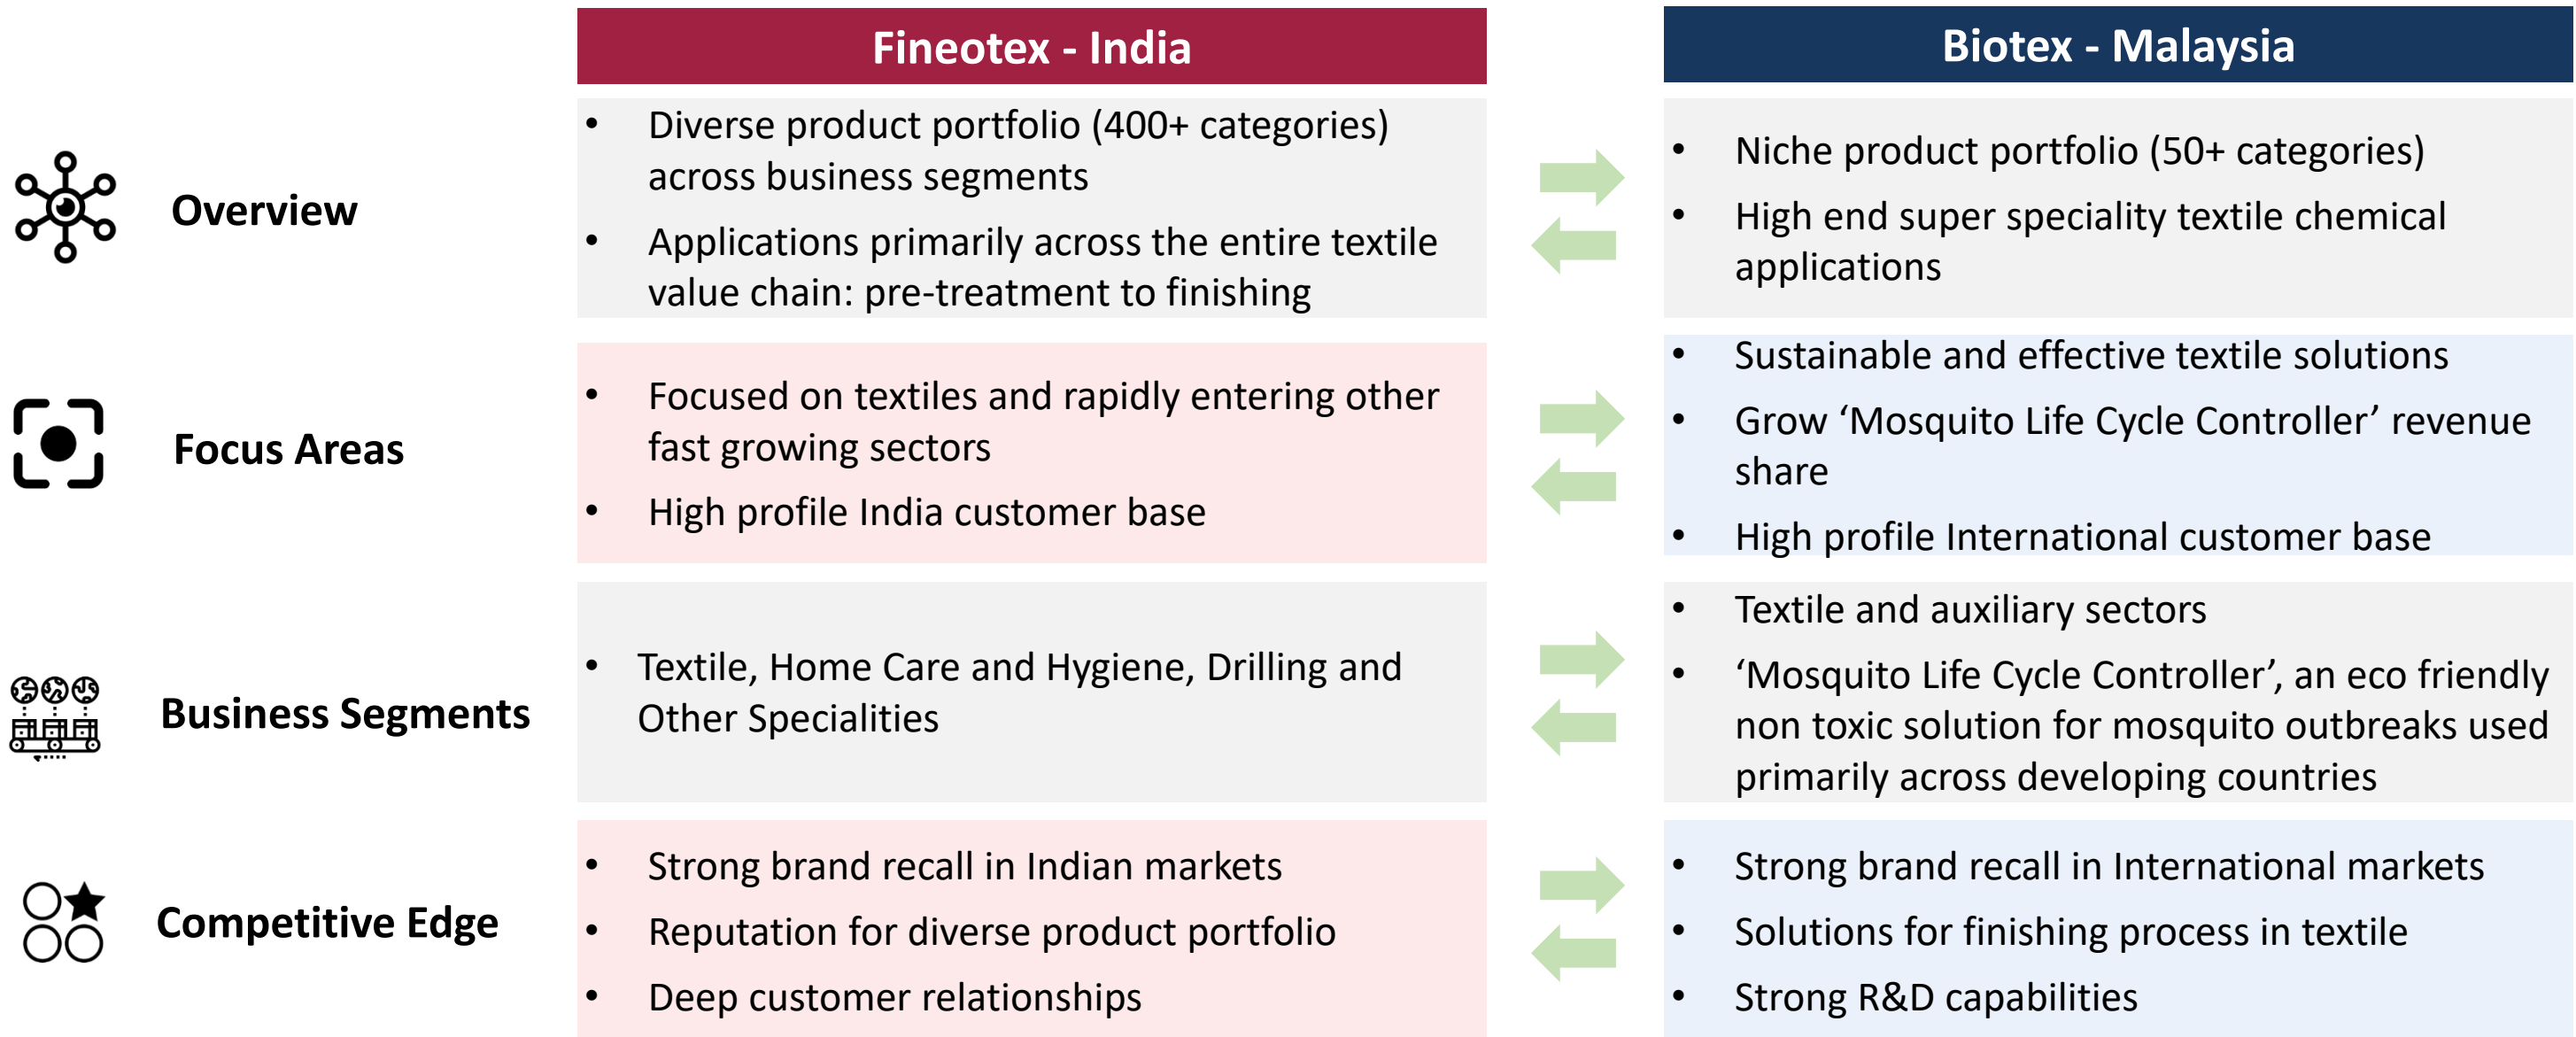 Fineotex - India
Biotex - Malaysia
Overview
• Diverse product portfolio (400+ categories)
across business segments
• Applications primarily across the entire textile
value chain: pre-treatment to finishing
• Niche product portfolio (50+ categories)
• High end super speciality textile chemical
applications
Focus Areas
• Focused on textiles and rapidly entering other
fast growing sectors
• High profile India customer base
• Sustainable and effective textile solutions
• Grow ‘Mosquito Life Cycle Controller’ revenue
share
• High profile International customer base
Business Segments
• Textile, Home Care and Hygiene, Drilling and
Other Specialities
• Textile and auxiliary sectors
• ‘Mosquito Life Cycle Controller’, an eco friendly
non toxic solution for mosquito outbreaks used
primarily across developing countries
Competitive Edge
• Strong brand recall in Indian markets
• Reputation for diverse product portfolio
• Deep customer relationships
• Strong brand recall in International markets
• Solutions for finishing process in textile
• Strong R&D capabilities